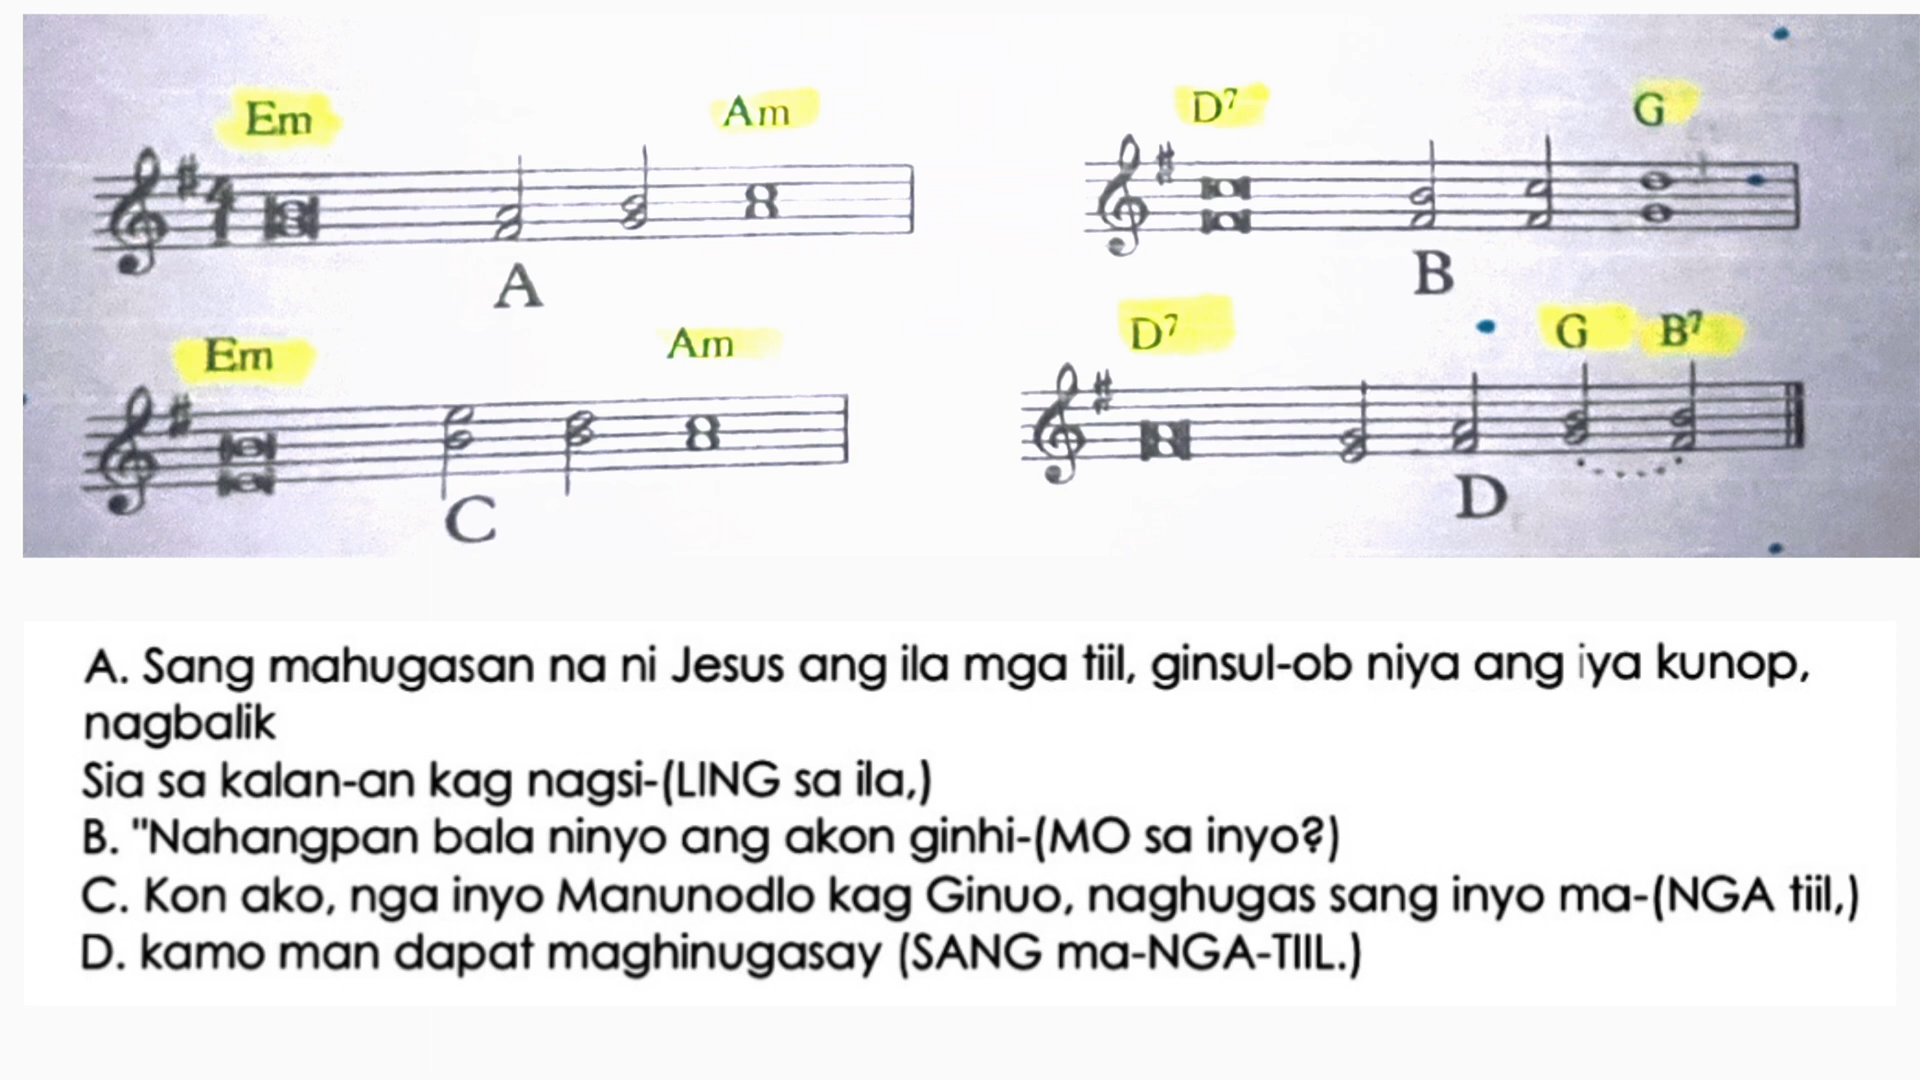 Em Am
D7 G
4
4
A
B
Em Am
D7 G B7
C
D
A. Sang mahugasan na ni Jesus ang ila mga tiil, ginsul-ob niya ang iya kunop,
nagbalik
Sia sa kalan-an kag nagsi-(LING sa ila,)
B. "Nahangpan bala ninyo ang akon ginhi-(MO sa inyo?)
C. Kon ako, nga inyo Manunodlo kag Ginuo, naghugas sang inyo ma-(NGA tiil,)
D. kamo man dapat maghinugasay (SANG ma-NGA-TIIL.)